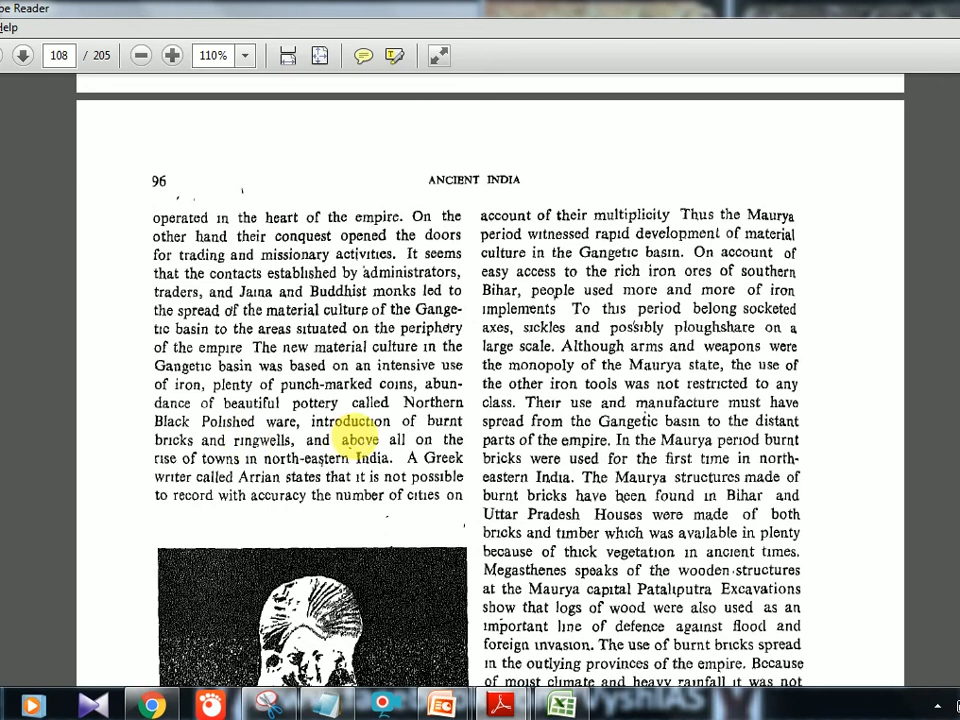 be Reader
Help
108 / 205
110%
96
ANCIENT INDIA
operated in the heart of the empire. On the
other hand their conquest opened the doors
for trading and missionary activities. It seems
that the contacts established by administrators,
traders, and Jaina and Buddhist monks led to
the spread of the material culture of the Gange-
tic basin to the areas situated on the periphery
of the empire The new material culture in the
Gangetic basin was based on an intensive use
of iron, plenty of punch-marked coins, abun-
dance of beautiful pottery called Northern
Black Polished ware, introduction of burnt
bricks and ringwells, and above all on the
rise of towns in north-eastern India. A Greek
writer called Arrian states that it is not possible
to record with accuracy the number of cities on
account of their multiplicity Thus the Maurya
period witnessed rapid development of material
culture in the Gangetic basin. On account of
easy access to the rich iron ores of southern
Bihar, people used more and more of iron
implements To this period belong socketed
axes, sickles and possibly ploughshare on a
large scale. Although arms and weapons were
the monopoly of the Maurya state, the use of
the other iron tools was not restricted to any
class. Their use and manufacture must have
spread from the Gangetic basin to the distant
parts of the empire. In the Maurya period burnt
bricks were used for the first time in north-
eastern India. The Maurya structures made of
burnt bricks have been found in Bihar and
Uttar Pradesh Houses were made of both
bricks and timber which was available in plenty
because of thick vegetation in ancient times.
Megasthenes speaks of the wooden structures
at the Maurya capital Pataliputra Excavations
show that logs of wood were also used as an
important line of defence against flood and
foreign invasion. The use of burnt bricks spread
in the outlying provinces of the empire. Because
of moist climate and heavy rainfall it was not
VyshIAS